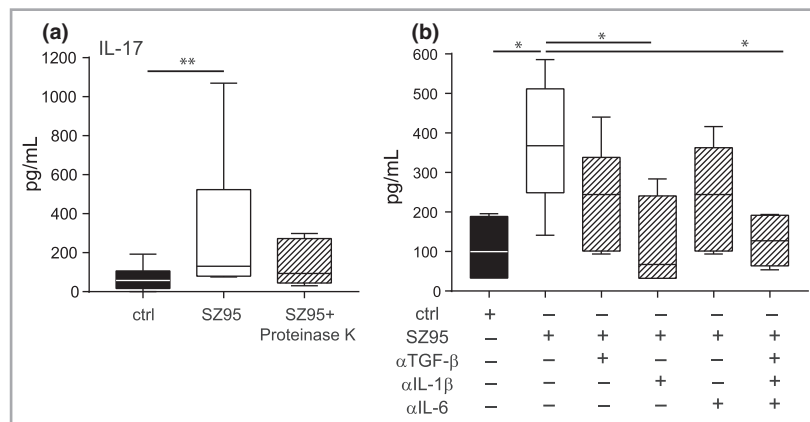 (a)
IL-17
pg/mL
1200
1000
800
600
400
200
0
**
ctrl
SZ95
SZ95+
Proteinase K
(b)
pg/mL
600
500
400
300
200
100
0
*
*
*
ctrl + – – – – –
SZ95 – + + + + +
αTGF-β – – + – – +
αIL-1β – – – + – +
αIL-6 – – – – + +